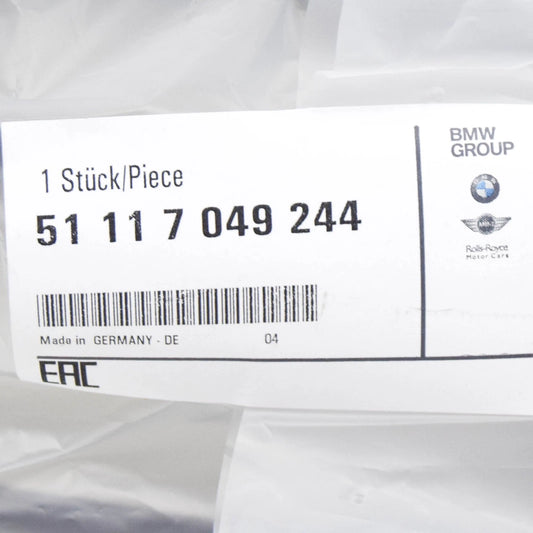 1 Stück/Piece
51 11 7 049 244
Made in GERMANY - DE 04
EAC
BMW
GROUP
Rolls-Royce
Motor Cars